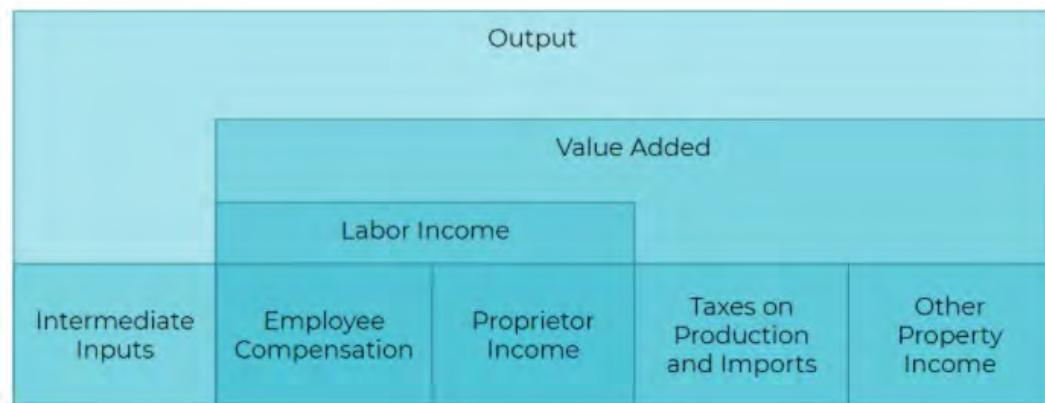 Output
Value Added
Labor Income
Intermediate
Inputs
Employee
Compensation
Proprietor
Income
Taxes on
Production
and Imports
Other
Property
Income